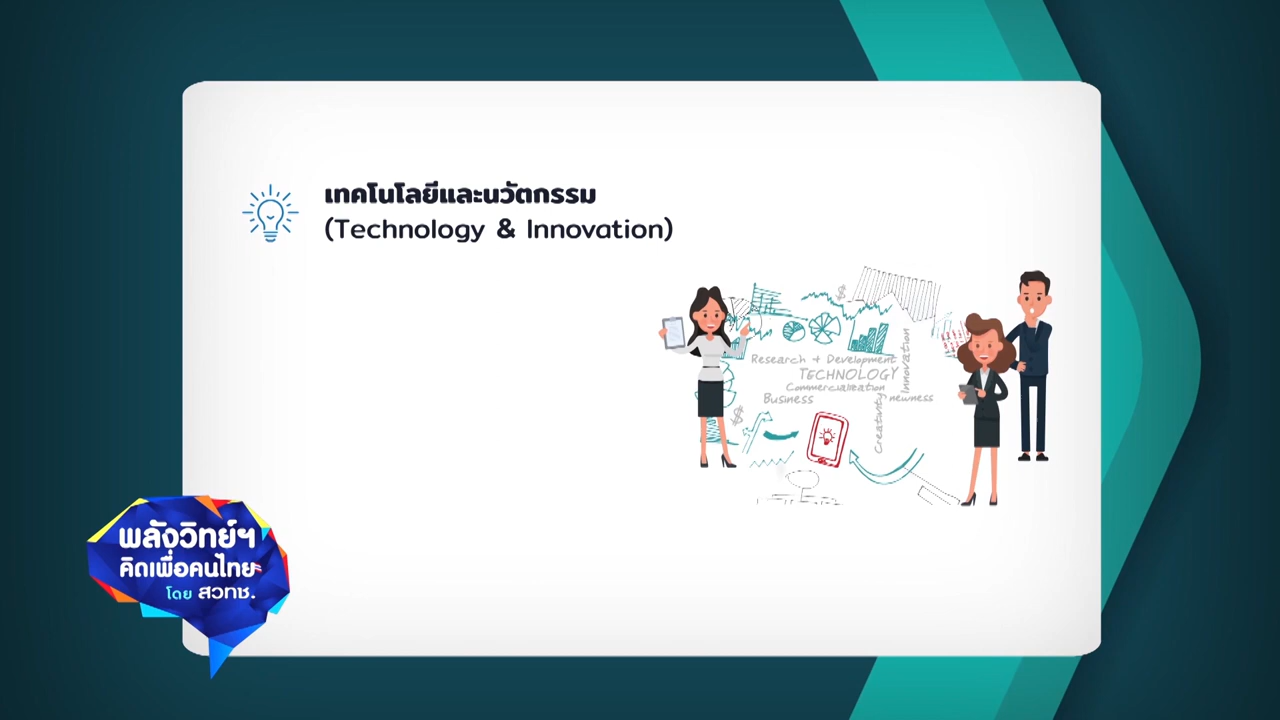 เทคโนโลยีและนวัตกรรม
(Technology & Innovation)
Research + Development
TECHNOLOGY
Commercialization
Business
newness
Innovation
Creativity
พลังวิทย์ฯ
คิดเพื่อคนไทย
โดย สวทช.